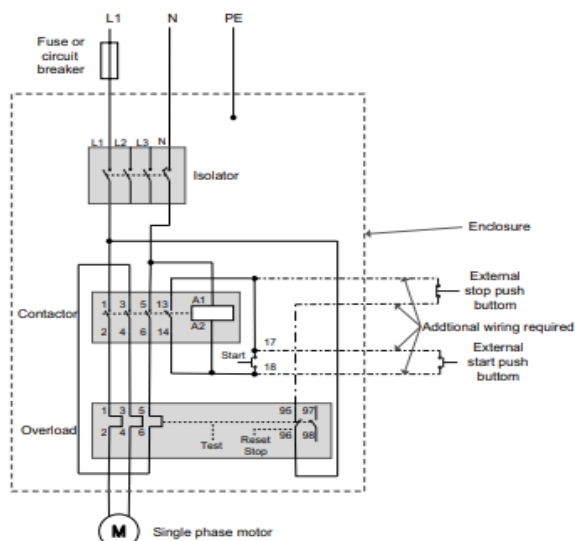 L1 N PE
Fuse or
circuit
breaker
L1 L2 L3 N
Isolator
Enclosure
External
stop push
buttom
1 3 5 13 A1
Contactor
Addtional wiring required
2 4 6 14 A2
17
Start
External
start push
buttom
18
1 3 5 95 97
Overload
2 4 6 Test Reset 96 98
Stop
M
Single phase motor